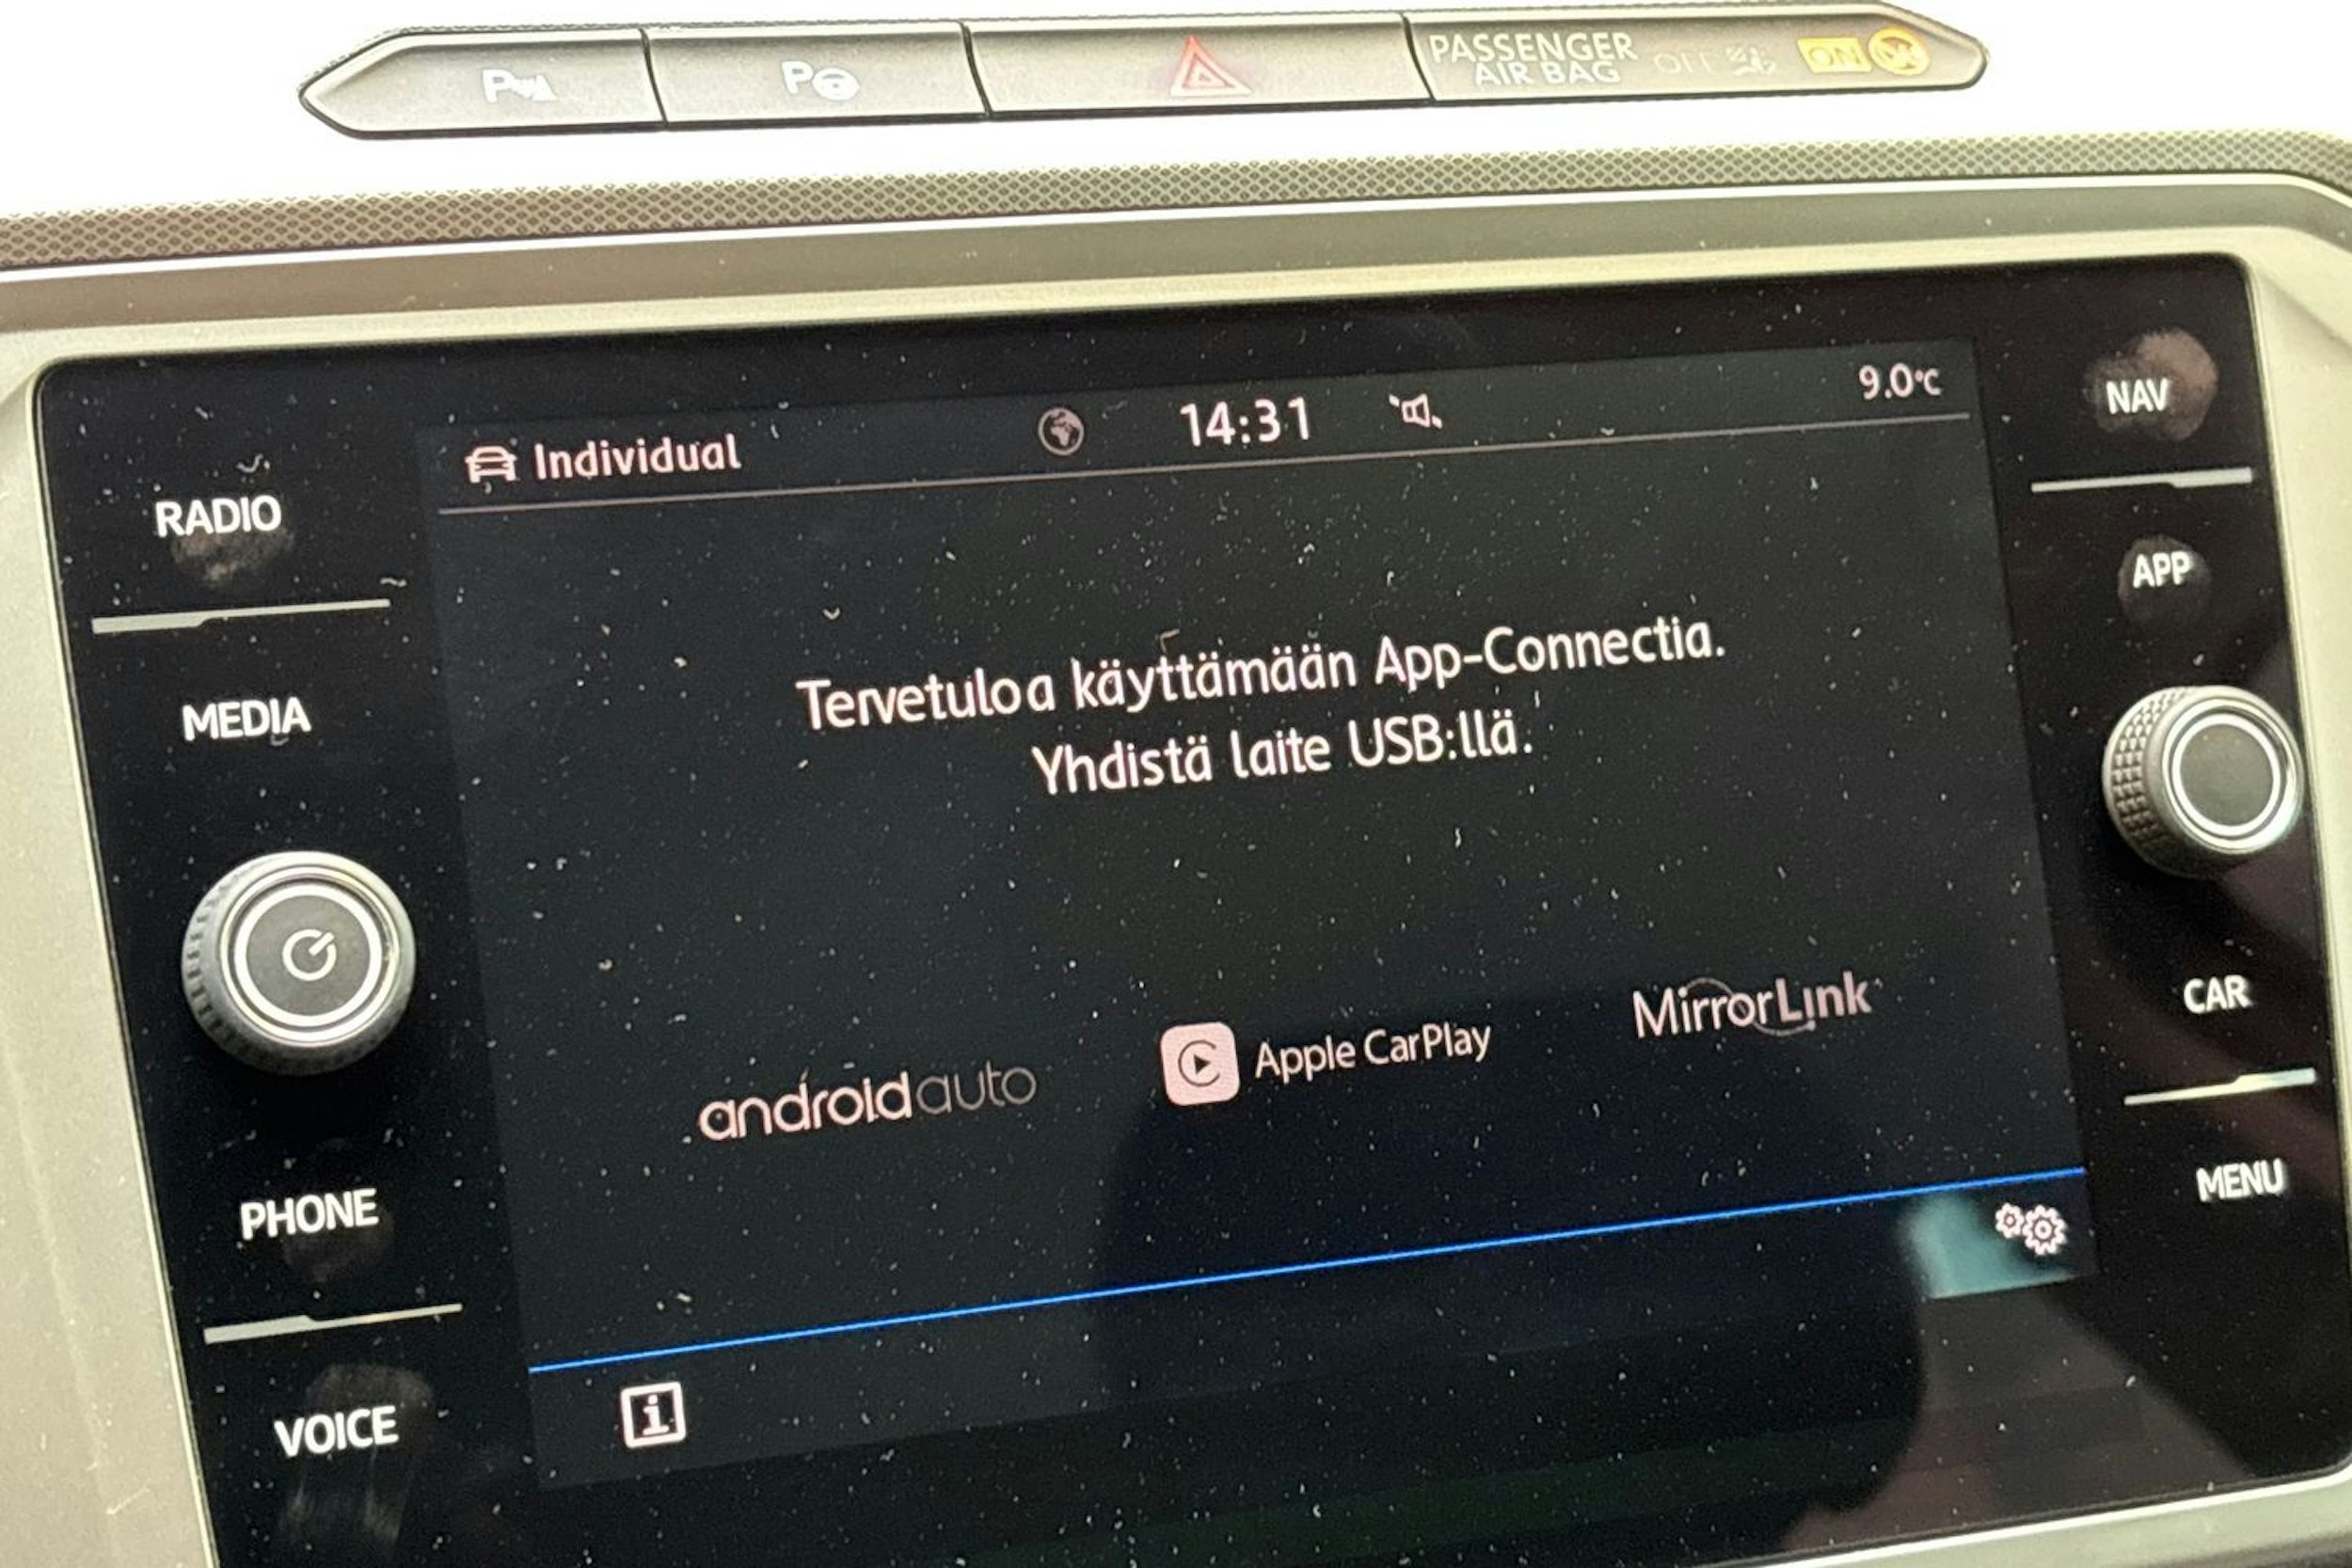 PASSENGER
AIR BAG
OFF
ON
Individual
14:31
9.0°C
RADIO
MEDIA
PHONE
VOICE
NAV
APP
CAR
MENU
Tervetuloa käyttämään App-Connectia.
Yhdistä laite USB:llä.
androidauto
Apple CarPlay
MirrorLink